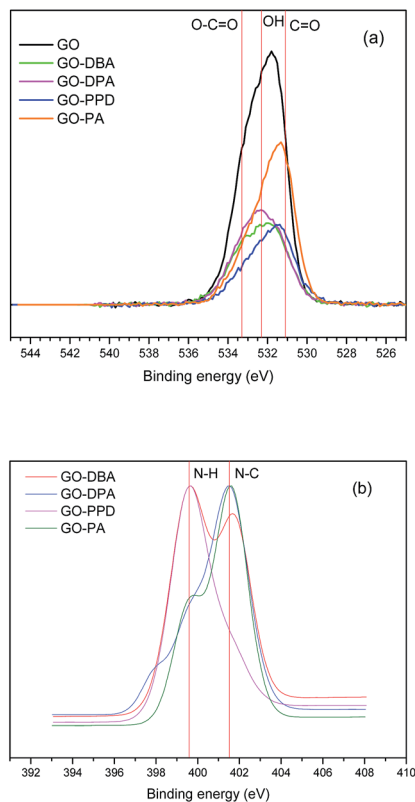 O-C=O OH C=O
(a)
GO
GO-DBA
GO-DPA
GO-PPD
GO-PA
544 542 540 538 536 534 532 530 528 526
Binding energy (eV)
N-H N-C
(b)
GO-DBA
GO-DPA
GO-PPD
GO-PA
392 394 396 398 400 402 404 406 408 410
Binding energy (eV)